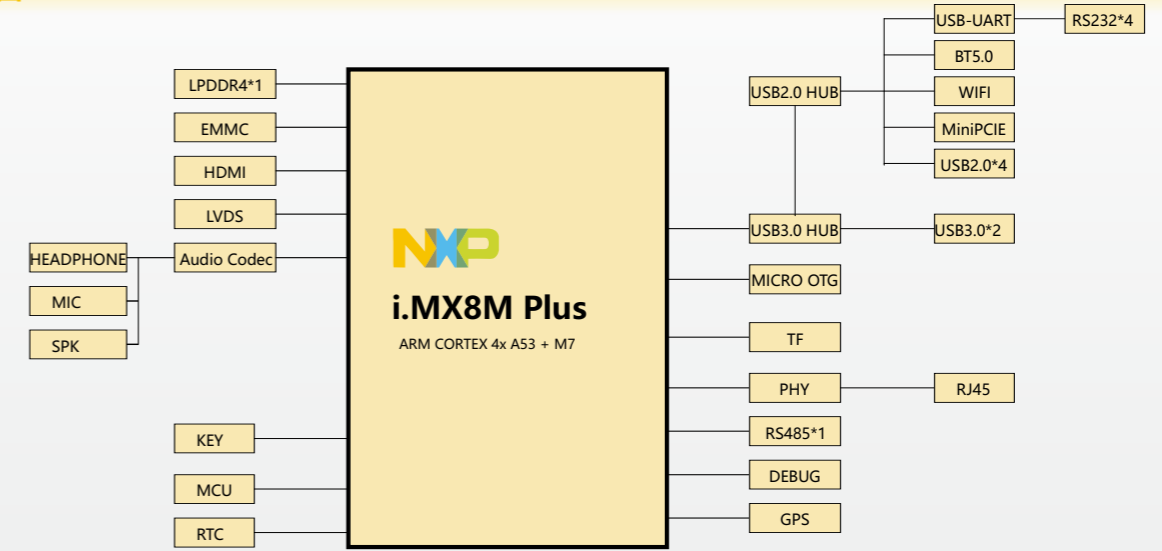 LPDDR4*1
EMMC
HDMI
LVDS
Audio Codec
HEADPHONE
MIC
SPK
KEY
MCU
RTC
NXP
i.MX8M Plus
ARM CORTEX 4x A53 + M7
USB2.0 HUB
USB-UART
RS232*4
BT5.0
WIFI
MiniPCIE
USB2.0*4
USB3.0 HUB
USB3.0*2
MICRO OTG
TF
PHY
RJ45
RS485*1
DEBUG
GPS